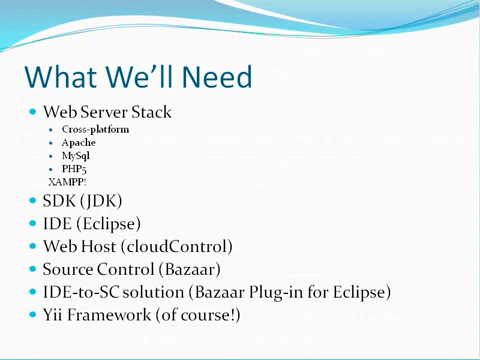 What We'll Need
Web Server Stack
Cross-platform
Apache
MySql
PHP5
XAMPP!
SDK (JDK)
IDE (Eclipse)
Web Host (cloudControl)
Source Control (Bazaar)
IDE-to-SC solution (Bazaar Plug-in for Eclipse)
Yii Framework (of course!)